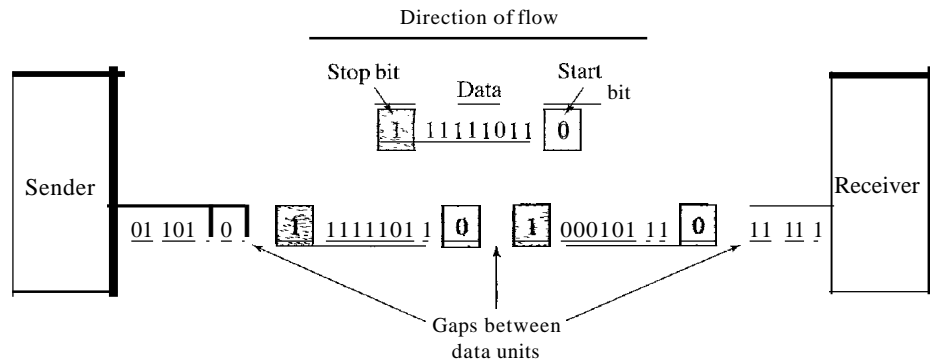 Direction of flow
Stop bit
Data
Start
bit
1 11111011 0
Sender
Receiver
01 101 0 1 1111101 1 0 1 000101 11 0 11 11 1
Gaps between
data units